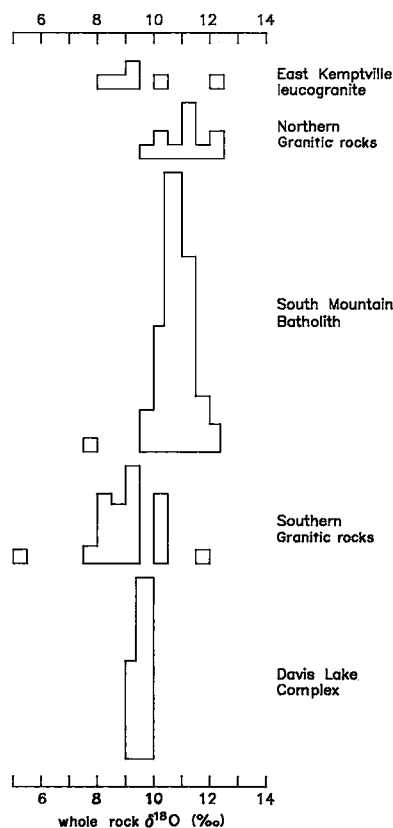 6 8 10 12 14
East Kemptville
leucogranite
Northern
Granitic rocks
South Mountain
Batholith
Southern
Granitic rocks
Davis Lake
Complex
6 8 10 12 14
whole rock δ¹⁸O (‰)